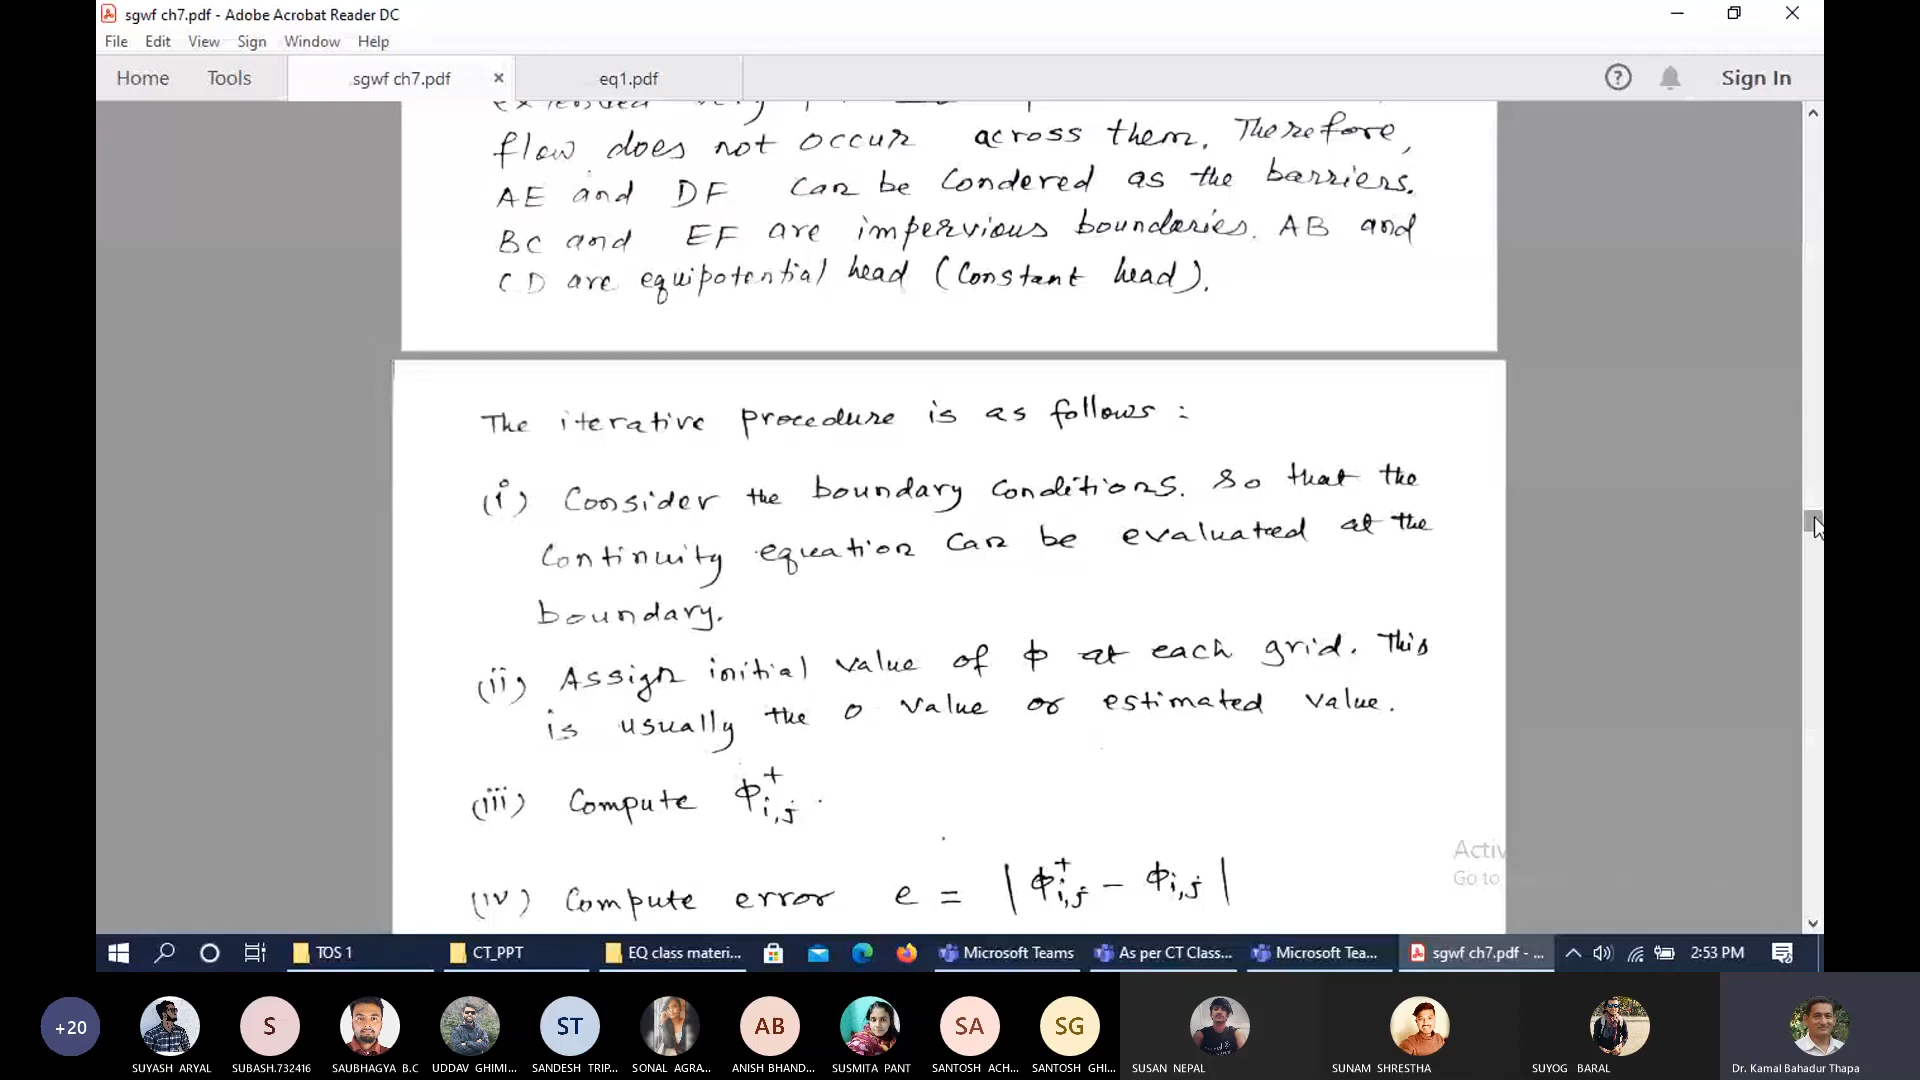 sgwf ch7.pdf - Adobe Acrobat Reader DC
File Edit View Sign Window Help
Home Tools sgwf ch7.pdf × eq1.pdf Sign In
flow does not occur across them. Therefore,
AE and DF can be condered as the barriers.
BC and EF are impervious boundaries. AB and
CD are equipotential head (Constant head).
The iterative procedure is as follows :
(i) Consider the boundary conditions. So that the
Continuity equation can be evaluated at the
boundary.
(ii) Assign initial value of ϕ at each grid. This
is usually the 0 value or estimated value.
(iii) Compute ϕ⁺i,j .
(iv) Compute error e = | ϕ⁺i,j - ϕi,j |
Activ
Go to
TOS 1 CT_PPT EQ class materi... Microsoft Teams As per CT Class... Microsoft Tea... sgwf ch7.pdf - ... 2:53 PM
+20 S ST AB SA SG
SUYASH ARYAL SUBASH.732416 SAUBHAGYA B.C UDDAV GHIMI... SANDESH TRIP... SONAL AGRA... ANISH BHAND... SUSMITA PANT SANTOSH ACH... SANTOSH GHI... SUSAN NEPAL SUNAM SHRESTHA SUYOG BARAL Dr. Kamal Bahadur Thapa